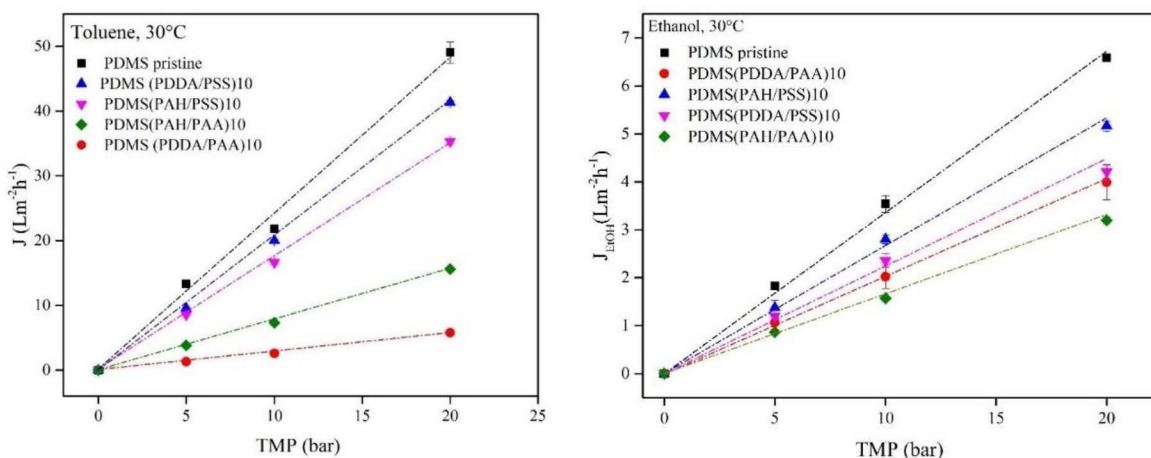 Toluene, 30°C
PDMS pristine
PDMS (PDDA/PSS)10
PDMS(PAH/PSS)10
PDMS(PAH/PAA)10
PDMS (PDDA/PAA)10
J (Lm⁻²h⁻¹)
50
40
30
20
10
0
0 5 10 15 20 25
TMP (bar)
Ethanol, 30°C
PDMS pristine
PDMS(PDDA/PAA)10
PDMS(PAH/PSS)10
PDMS(PDDA/PSS)10
PDMS(PAH/PAA)10
J_EtOH(Lm⁻²h⁻¹)
7
6
5
4
3
2
1
0
0 5 10 15 20
TMP (bar)